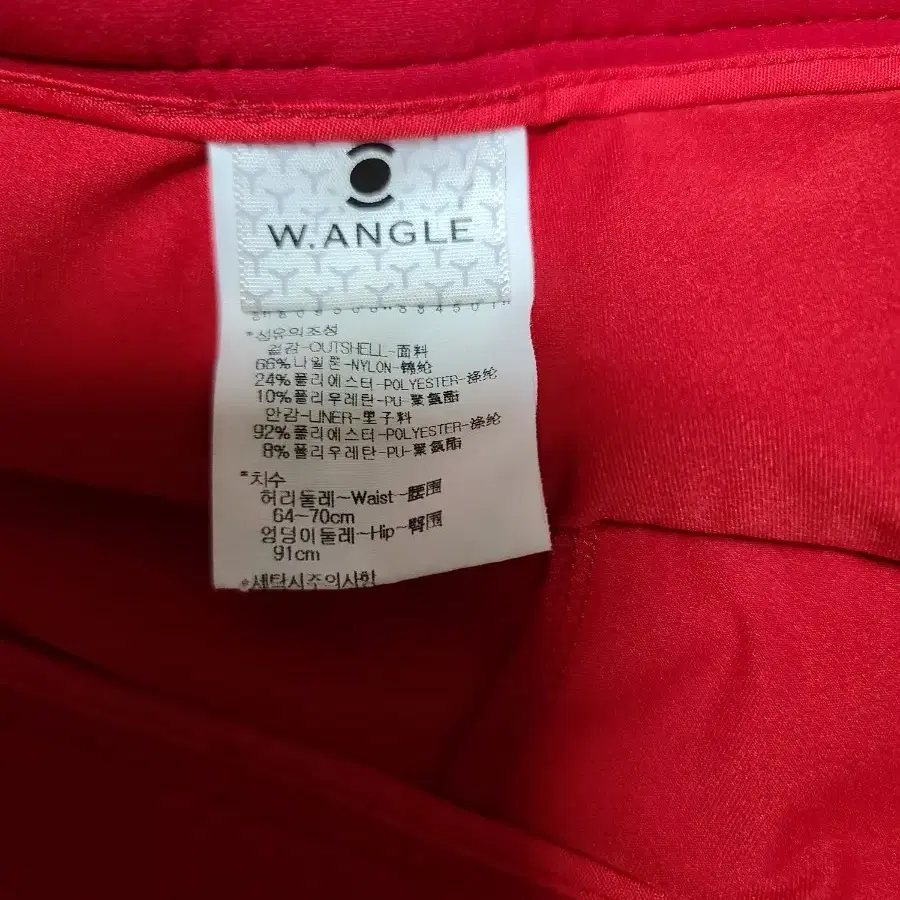 W.ANGLE
*섬유의조성
겉감-OUTSHELL-面料
66%나일론-NYLON-锦纶
24%폴리에스터-POLYESTER-涤纶
10%폴리우레탄-PU-聚氨酯
안감-LINER-里子料
92%폴리에스터-POLYESTER-涤纶
8%폴리우레탄-PU-聚氨酯
*치수
허리둘레~Waist~腰围
64~70cm
엉덩이둘레~Hip~臀围
91cm
*세탁시주의사항